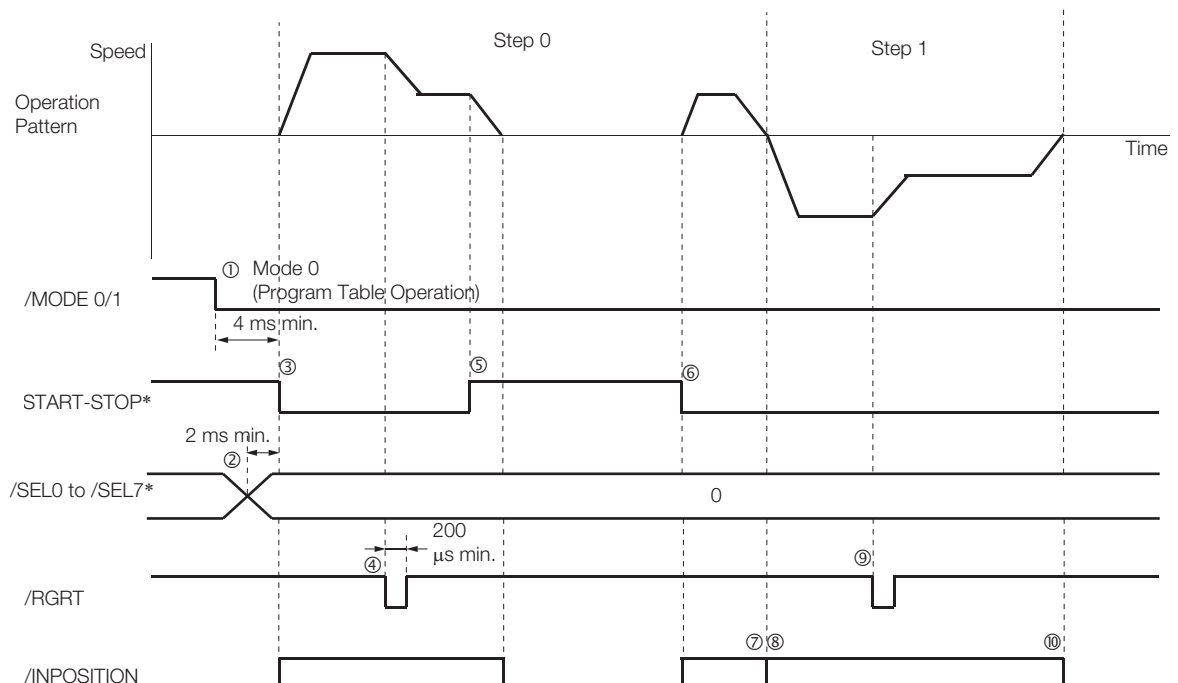 Speed
Step 0
Step 1
Operation
Pattern
Time
① Mode 0
(Program Table Operation)
/MODE 0/1
4 ms min.
③
⑤
⑥
START-STOP*
2 ms min.
②
/SEL0 to /SEL7*
0
200
μs min.
④
⑨
/RGRT
⑦ ⑧
⑩
/INPOSITION